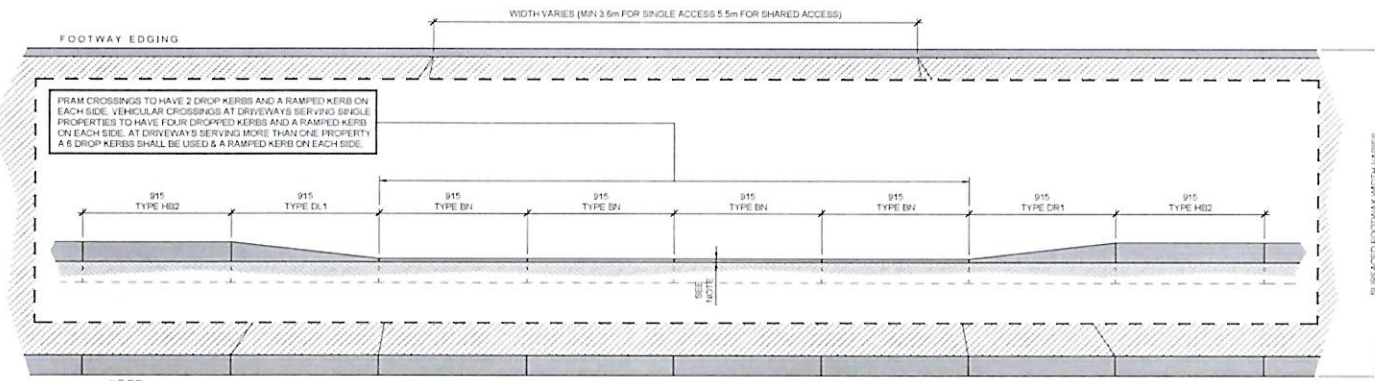 WIDTH VARIES (MIN 3.6m FOR SINGLE ACCESS 5.5m FOR SHARED ACCESS)
FOOTWAY EDGING
PRAM CROSSINGS TO HAVE 2 DROP KERBS AND A RAMPED KERB ON
EACH SIDE, VEHICULAR CROSSINGS AT DRIVEWAYS SERVING SINGLE
PROPERTIES TO HAVE FOUR DROPPED KERBS AND A RAMPED KERB
ON EACH SIDE. AT DRIVEWAYS SERVING MORE THAN ONE PROPERTY
A 6 DROP KERBS SHALL BE USED & A RAMPED KERB ON EACH SIDE.
915
TYPE HB2
915
TYPE DL1
915
TYPE BN
915
TYPE BN
915
TYPE BN
915
TYPE BN
915
TYPE DR1
915
TYPE HB2
SEE
NOTE
SURFACED FOOTWAY WIDTH VARIES